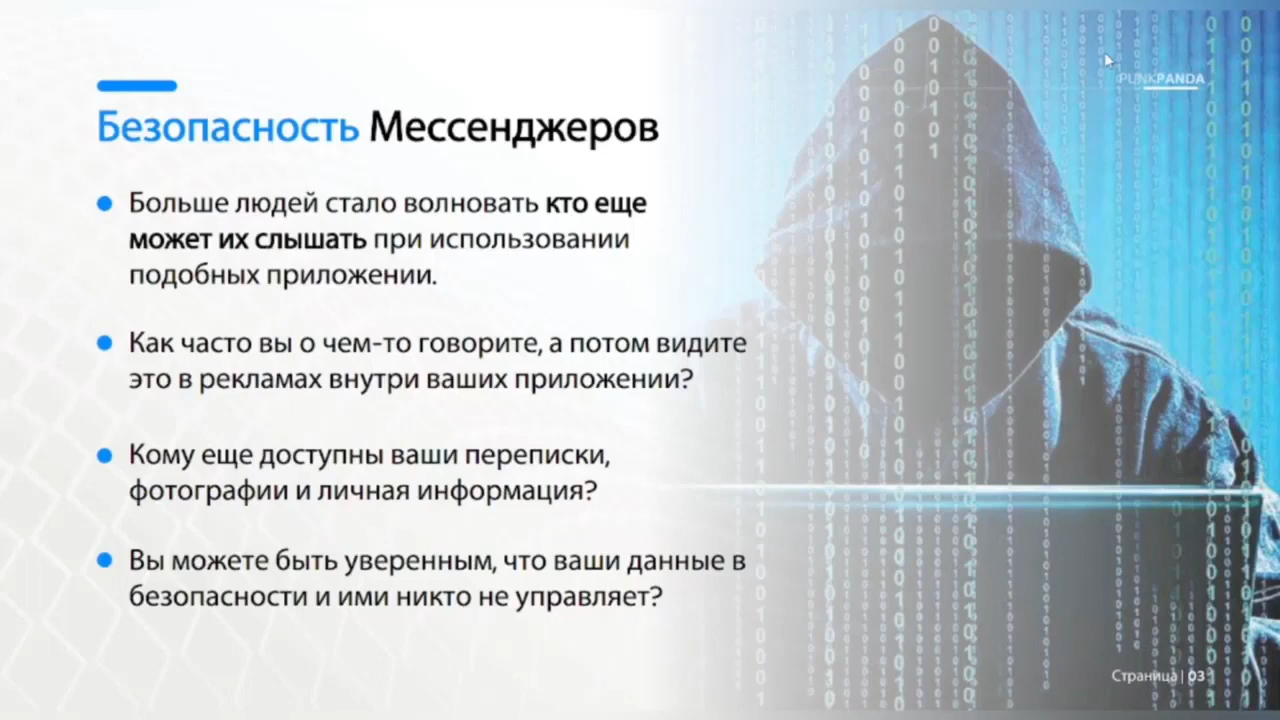 PUNKPANDA
Безопасность Мессенджеров
Больше людей стало волновать кто еще
может их слышать при использовании
подобных приложении.
Как часто вы о чем-то говорите, а потом видите
это в рекламах внутри ваших приложении?
Кому еще доступны ваши переписки,
фотографии и личная информация?
Вы можете быть уверенным, что ваши данные в
безопасности и ими никто не управляет?
Страница | 03